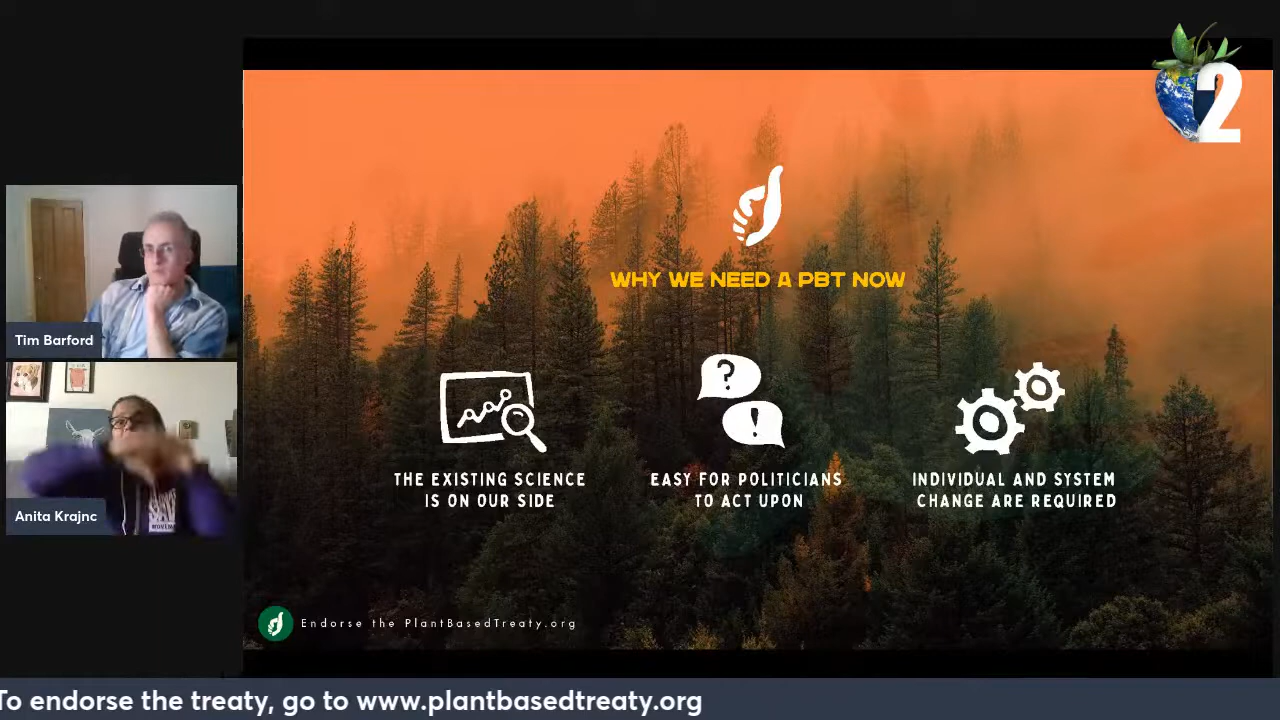 2
WHY WE NEED A PBT NOW
?
!
THE EXISTING SCIENCE
IS ON OUR SIDE
EASY FOR POLITICIANS
TO ACT UPON
INDIVIDUAL AND SYSTEM
CHANGE ARE REQUIRED
Tim Barford
Anita Krajnc
Endorse the PlantBasedTreaty.org
To endorse the treaty, go to www.plantbasedtreaty.org